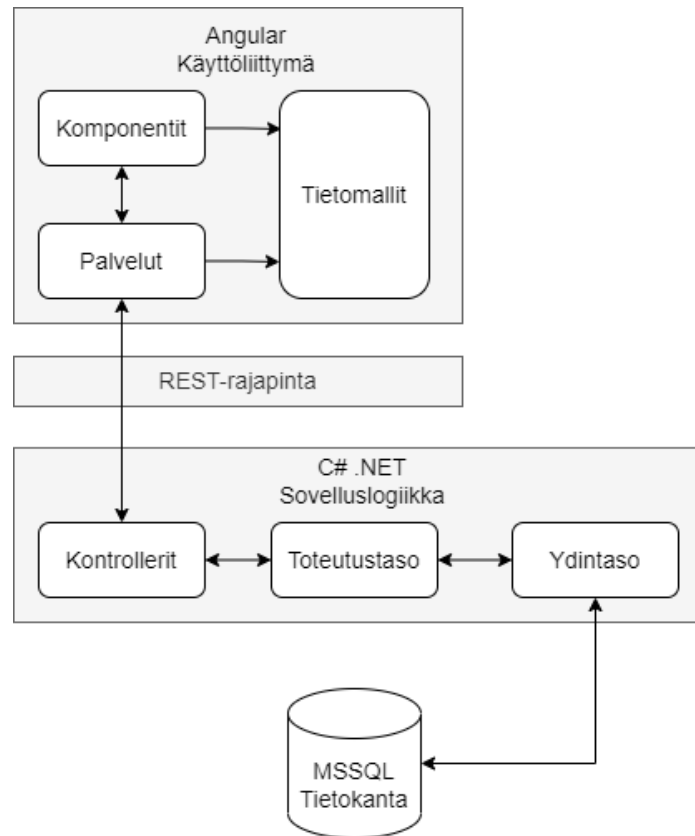 Angular
Käyttöliittymä
Komponentit
Tietomallit
Palvelut
REST-rajapinta
C# .NET
Sovelluslogiikka
Kontrollerit
Toteutustaso
Ydintaso
MSSQL
Tietokanta